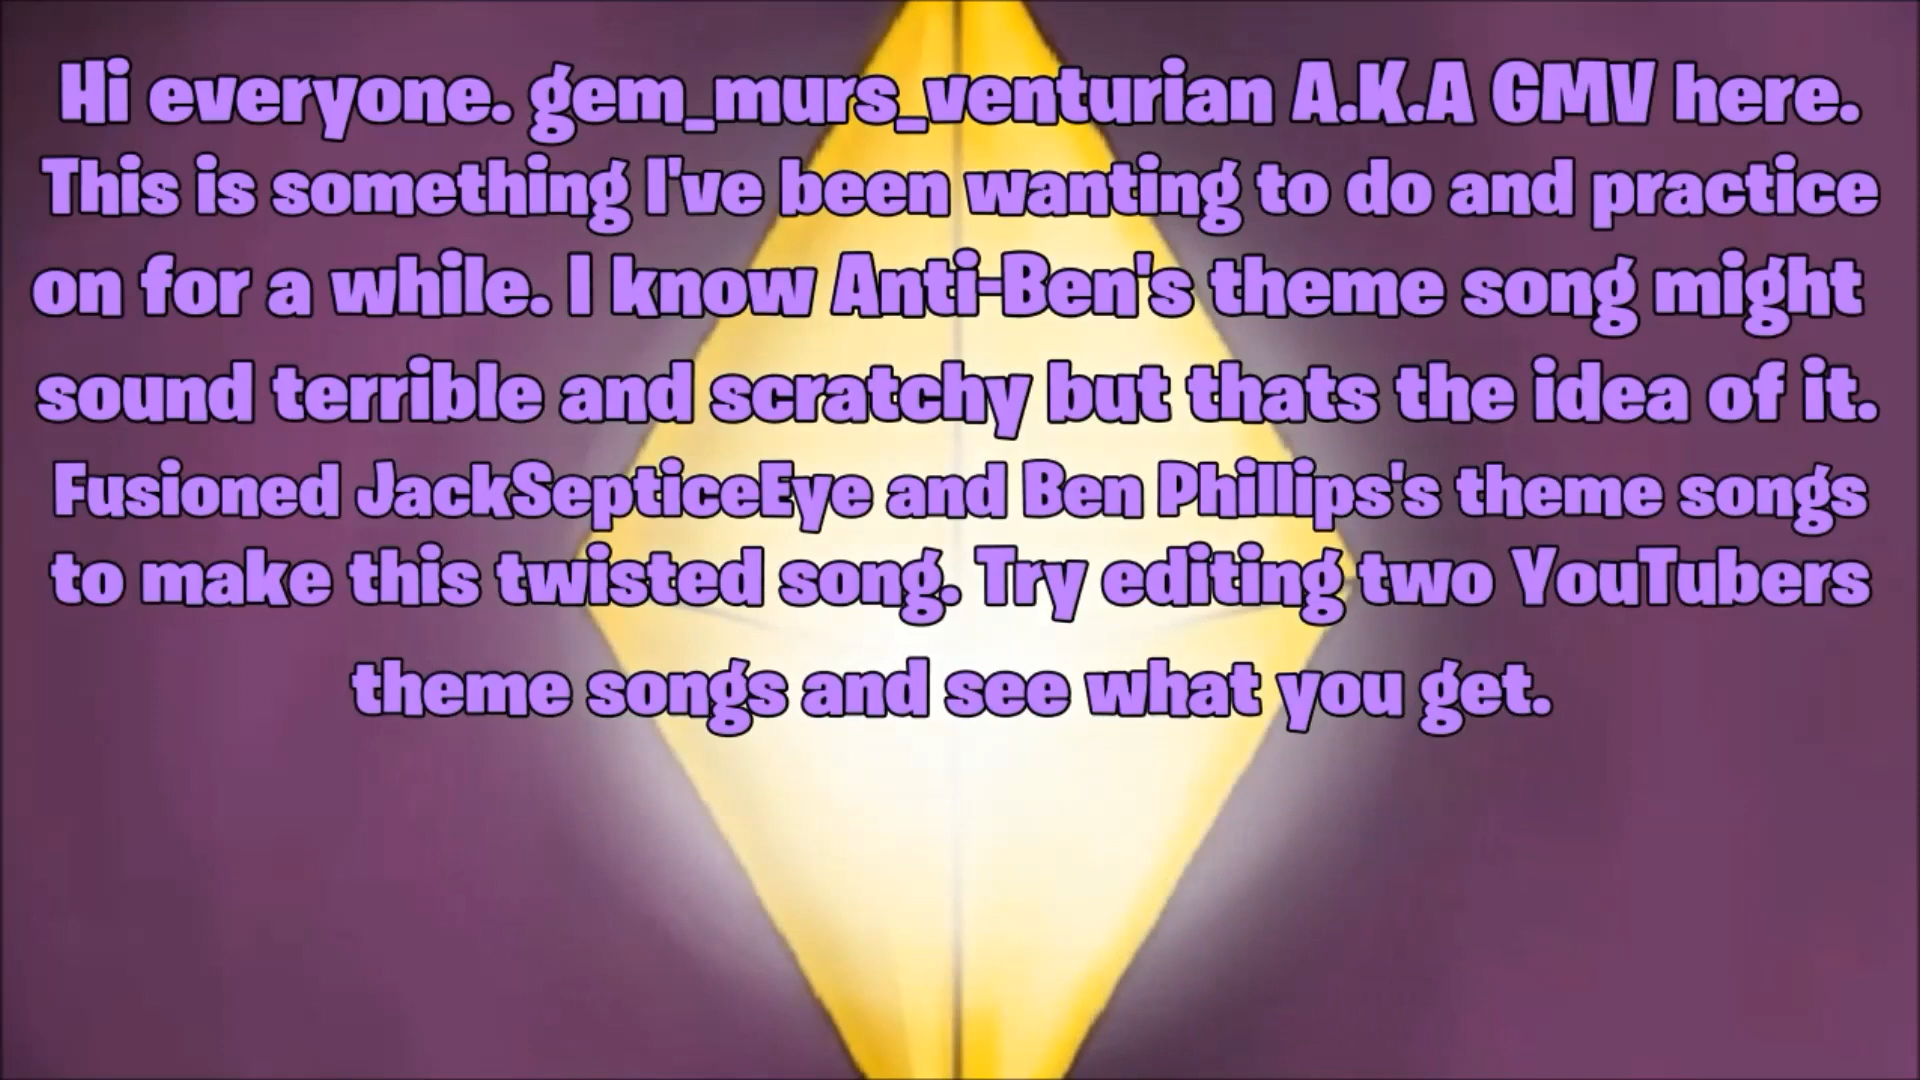 Hi everyone. gem_murs_venturian A.K.A GMV here.
This is something I've been wanting to do and practice
on for a while. I know Anti-Ben's theme song might
sound terrible and scratchy but thats the idea of it.
Fusioned JackSepticeEye and Ben Phillips's theme songs
to make this twisted song. Try editing two YouTubers
theme songs and see what you get.